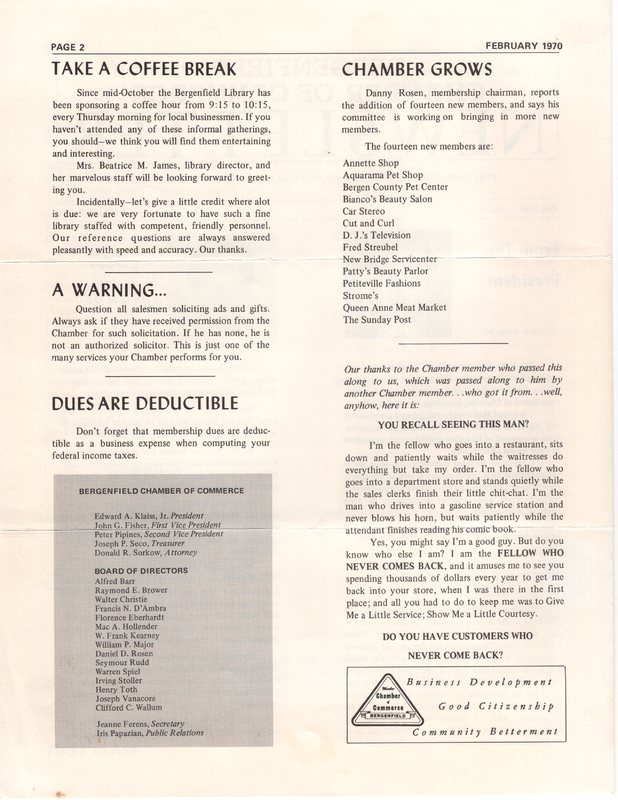 PAGE 2
FEBRUARY 1970
TAKE A COFFEE BREAK
Since mid-October the Bergenfield Library has
been sponsoring a coffee hour from 9:15 to 10:15,
every Thursday morning for local businessmen. If you
haven't attended any of these informal gatherings,
you should—we think you will find them entertaining
and interesting.
Mrs. Beatrice M. James, library director, and
her marvelous staff will be looking forward to greet-
ing you.
Incidentally—let's give a little credit where alot
is due: we are very fortunate to have such a fine
library staffed with competent, friendly personnel.
Our reference questions are always answered
pleasantly with speed and accuracy. Our thanks.
A WARNING...
Question all salesmen soliciting ads and gifts.
Always ask if they have received permission from the
Chamber for such solicitation. If he has none, he is
not an authorized solicitor. This is just one of the
many services your Chamber performs for you.
DUES ARE DEDUCTIBLE
Don't forget that membership dues are deduc-
tible as a business expense when computing your
federal income taxes.
BERGENFIELD CHAMBER OF COMMERCE
Edward A. Klaiss, Jr. President
John G. Fisher, First Vice President
Peter Pipines, Second Vice President
Joseph P. Seco, Treasurer
Donald R. Sorkow, Attorney
BOARD OF DIRECTORS
Alfred Barr
Raymond E. Brower
Walter Christie
Francis N. D'Ambra
Florence Eberhardt
Mac A. Hollender
W. Frank Kearney
William P. Major
Daniel D. Rosen
Seymour Rudd
Warren Spiel
Irving Stoller
Henry Toth
Joseph Vanacore
Clifford C. Wallum
Jeanne Ferens, Secretary
Iris Papazian, Public Relations
CHAMBER GROWS
Danny Rosen, membership chairman, reports
the addition of fourteen new members, and says his
committee is working on bringing in more new
members.
The fourteen new members are:
Annette Shop
Aquarama Pet Shop
Bergen County Pet Center
Bianco's Beauty Salon
Car Stereo
Cut and Curl
D. J.'s Television
Fred Streubel
New Bridge Servicenter
Patty's Beauty Parlor
Petiteville Fashions
Strome's
Queen Anne Meat Market
The Sunday Post
Our thanks to the Chamber member who passed this
along to us, which was passed along to him by
another Chamber member. . .who got it from. . .well,
anyhow, here it is:
YOU RECALL SEEING THIS MAN?
I'm the fellow who goes into a restaurant, sits
down and patiently waits while the waitresses do
everything but take my order. I'm the fellow who
goes into a department store and stands quietly while
the sales clerks finish their little chit-chat. I'm the
man who drives into a gasoline service station and
never blows his horn, but waits patiently while the
attendant finishes reading his comic book.
Yes, you might say I'm a good guy. But do you
know who else I am? I am the FELLOW WHO
NEVER COMES BACK, and it amuses me to see you
spending thousands of dollars every year to get me
back into your store, when I was there in the first
place; and all you had to do to keep me was to Give
Me a Little Service; Show Me a Little Courtesy.
DO YOU HAVE CUSTOMERS WHO
NEVER COME BACK?
Member
Chamber
of
Commerce
BERGENFIELD
Business Development
Good Citizenship
Community Betterment